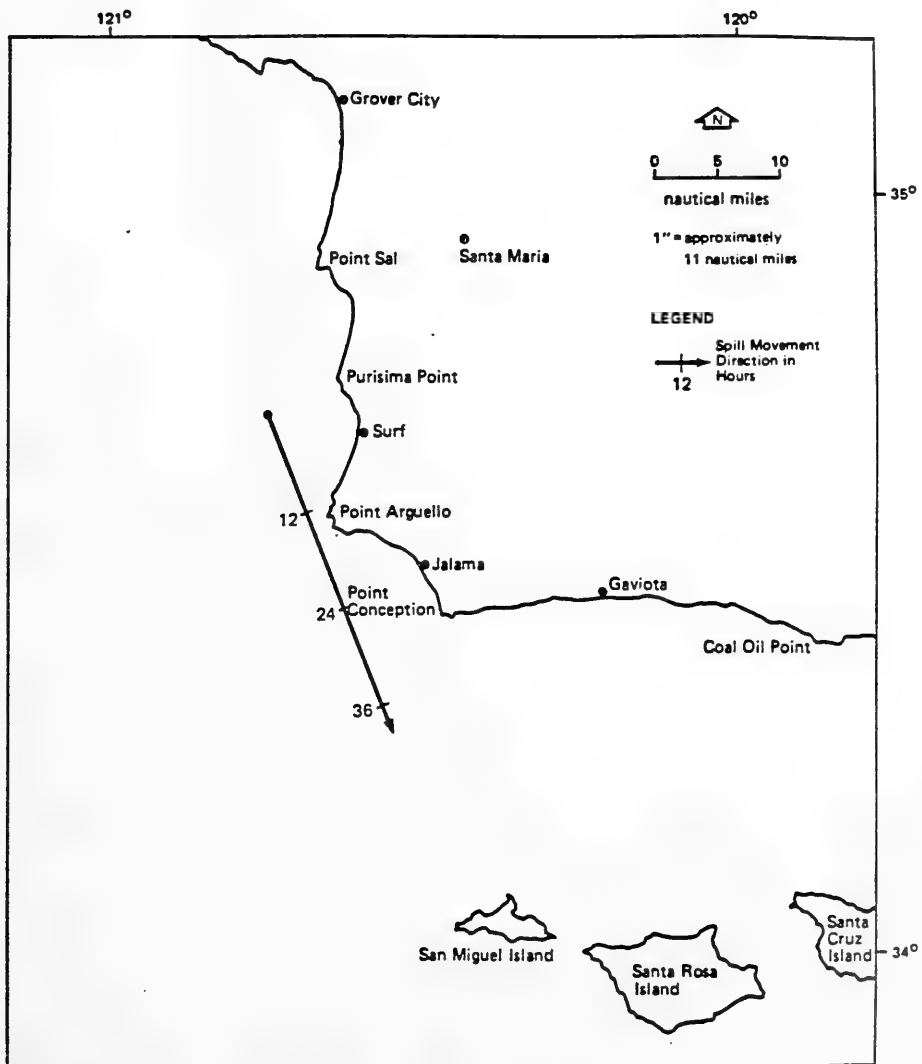 121° 120°
Grover City
N
0 5 10
nautical miles
35°
1" = approximately
11 nautical miles
Point Sal
Santa Maria
LEGEND
Spill Movement
Direction in
Hours
12
Purisima Point
Surf
12
Point Arguello
Jalama
Point
Conception
24
Gaviota
Coal Oil Point
36
San Miguel Island
Santa Rosa
Island
Santa
Cruz
Island
34°